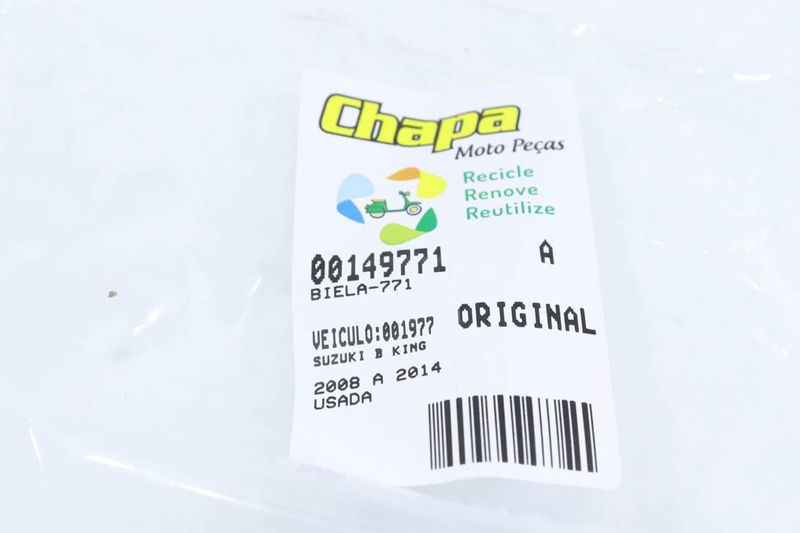 Chapa
Moto Peças
Recicle
Renove
Reutilize
00149771 A
BIELA-771
VEICULO:001977 ORIGINAL
SUZUKI B KING
2008 A 2014
USADA